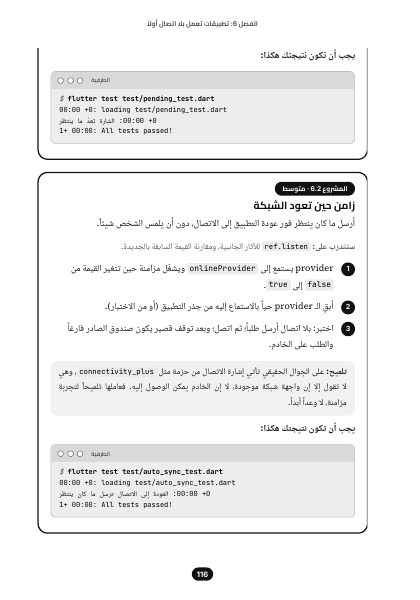 الفصل 6: تطبيقات تعمل بلا اتصال أولاً
يجب أن تكون نتيجتك هكذا:
الطرفية
$ flutter test test/pending_test.dart
00:00 +0: loading test/pending_test.dart
00:00 +0: الشارة تعدّ ما ينتظر
00:00 +1: All tests passed!
المشروع 6.2 · متوسط
زامن حين تعود الشبكة
أرسل ما كان ينتظر فور عودة التطبيق إلى الاتصال، دون أن يلمس الشخص شيئاً.
ستتدرب على: ref.listen للآثار الجانبية، ومقارنة القيمة السابقة بالجديدة.
1 provider يستمع إلى onlineProvider ويشغّل مزامنة حين تتغير القيمة من
false إلى true.
2 أبقِ الـ provider حياً بالاستماع إليه من جذر التطبيق (أو من الاختبار).
3 اختبر: بلا اتصال أرسل طلباً؛ ثم اتصل؛ وبعد توقف قصير يكون صندوق الصادر فارغاً
والطلب على الخادم.
تلميح: على الجوال الحقيقي تأتي إشارة الاتصال من حزمة مثل connectivity_plus، وهي
لا تقول إلا إن واجهة شبكة موجودة، لا إن الخادم يمكن الوصول إليه. فعاملها تلميحاً لتجربة
مزامنة، لا وعداً أبداً.
يجب أن تكون نتيجتك هكذا:
الطرفية
$ flutter test test/auto_sync_test.dart
00:00 +0: loading test/auto_sync_test.dart
00:00 +0: العودة إلى الاتصال ترسل ما كان ينتظر
00:00 +1: All tests passed!
116